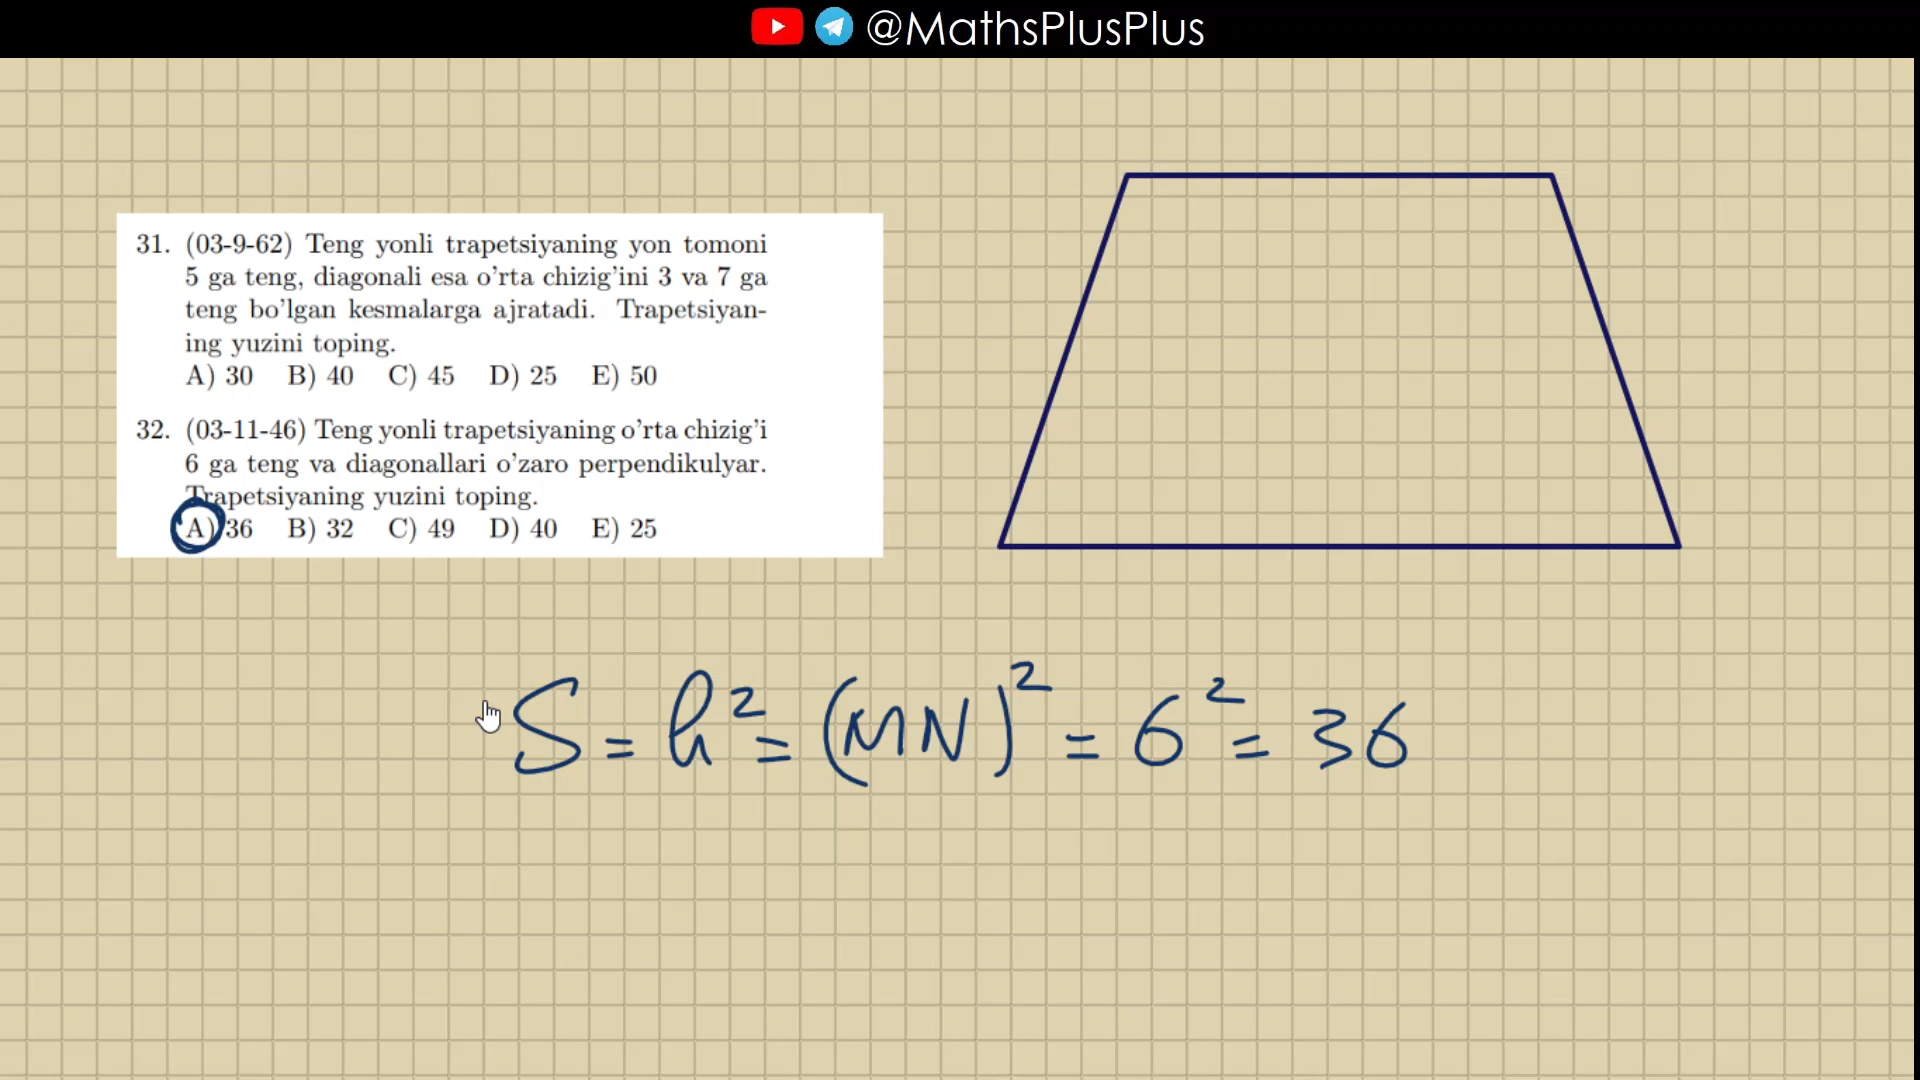 @MathsPlusPlus
31. (03-9-62) Teng yonli trapetsiyaning yon tomoni
5 ga teng, diagonali esa o'rta chizig'ini 3 va 7 ga
teng bo'lgan kesmalarga ajratadi. Trapetsiyan-
ing yuzini toping.
A) 30 B) 40 C) 45 D) 25 E) 50
32. (03-11-46) Teng yonli trapetsiyaning o'rta chizig'i
6 ga teng va diagonallari o'zaro perpendikulyar.
Trapetsiyaning yuzini toping.
A) 36 B) 32 C) 49 D) 40 E) 25
S = h² = (MN)² = 6² = 36